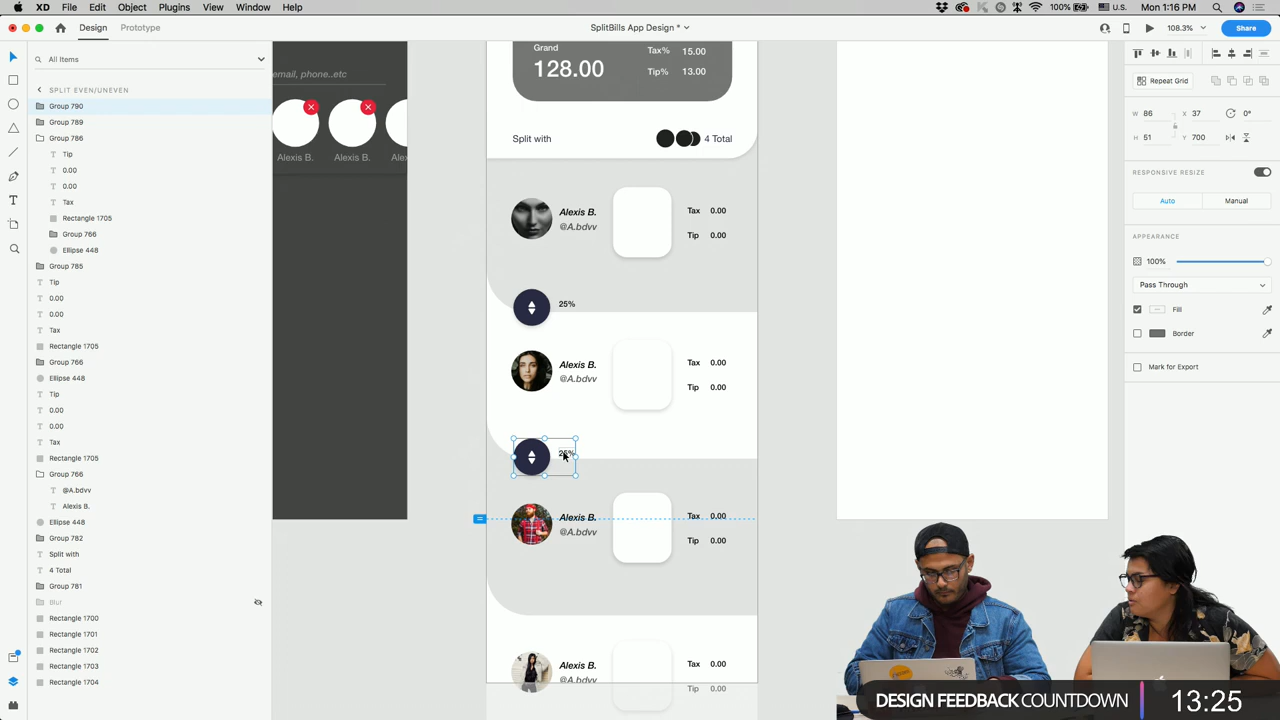 XD File Edit Object Plugins View Window Help
100% U.S. Mon 1:16 PM
Design Prototype
SplitBills App Design *
108.3%
Share
All Items
SPLIT EVEN/UNEVEN
Group 790
Group 789
Group 786
Tip
0.00
0.00
Tax
Rectangle 1705
Group 766
Ellipse 448
Group 785
Tip
0.00
0.00
Tax
Rectangle 1705
Group 766
Ellipse 448
Tip
0.00
0.00
Tax
Rectangle 1705
Group 766
@A.bdvv
Alexis B.
Ellipse 448
Group 782
Split with
4 Total
Group 781
Blur
Rectangle 1700
Rectangle 1701
Rectangle 1702
Rectangle 1703
Rectangle 1704
email, phone..etc
Alexis B. Alexis B. Alexis
Grand
128.00
Tax% 15.00
Tip% 13.00
Split with
4 Total
Alexis B.
@A.bdvv
Tax 0.00
Tip 0.00
25%
Alexis B.
@A.bdvv
Tax 0.00
Tip 0.00
25%
Alexis B.
@A.bdvv
Tax 0.00
Tip 0.00
Alexis B.
@A.bdvv
Tax 0.00
Tip 0.00
Repeat Grid
W 86 X 37 0°
H 51 Y 700
RESPONSIVE RESIZE
Auto Manual
APPEARANCE
100%
Pass Through
Fill
Border
Mark for Export
DESIGN FEEDBACK COUNTDOWN 13:25